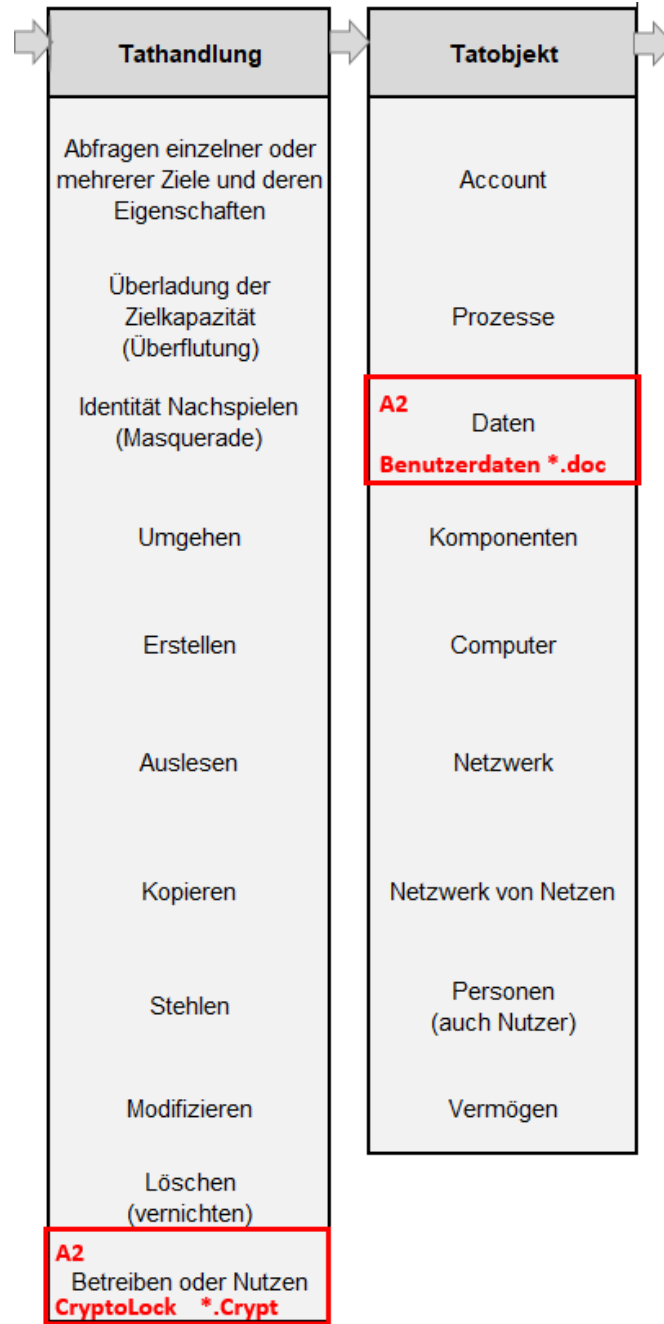 Tathandlung
Abfragen einzelner oder
mehrerer Ziele und deren
Eigenschaften
Überladung der
Zielkapazität
(Überflutung)
Identität Nachspielen
(Masquerade)
Umgehen
Erstellen
Auslesen
Kopieren
Stehlen
Modifizieren
Löschen
(vernichten)
A2
Betreiben oder Nutzen
CryptoLock *.Crypt
Tatobjekt
Account
Prozesse
A2
Daten
Benutzerdaten *.doc
Komponenten
Computer
Netzwerk
Netzwerk von Netzen
Personen
(auch Nutzer)
Vermögen